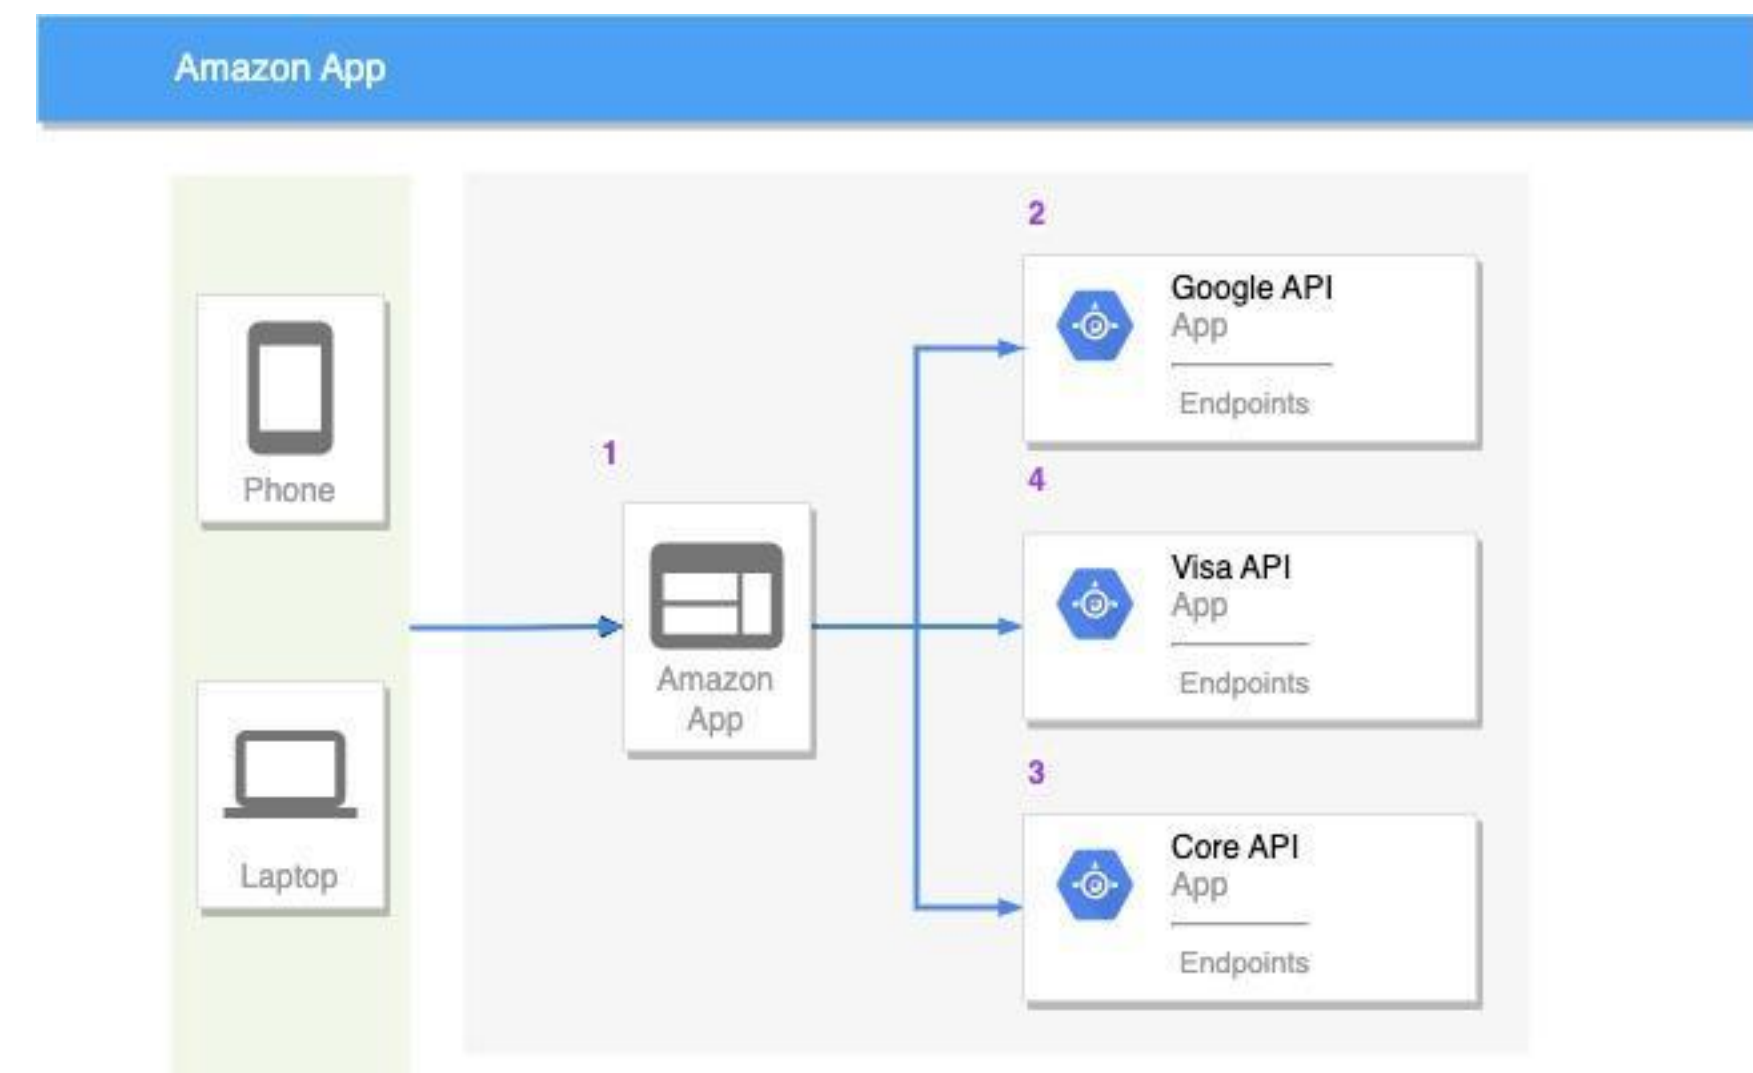 Amazon App
Phone
Laptop
1
Amazon
App
2
Google API
App
Endpoints
4
Visa API
App
Endpoints
3
Core API
App
Endpoints